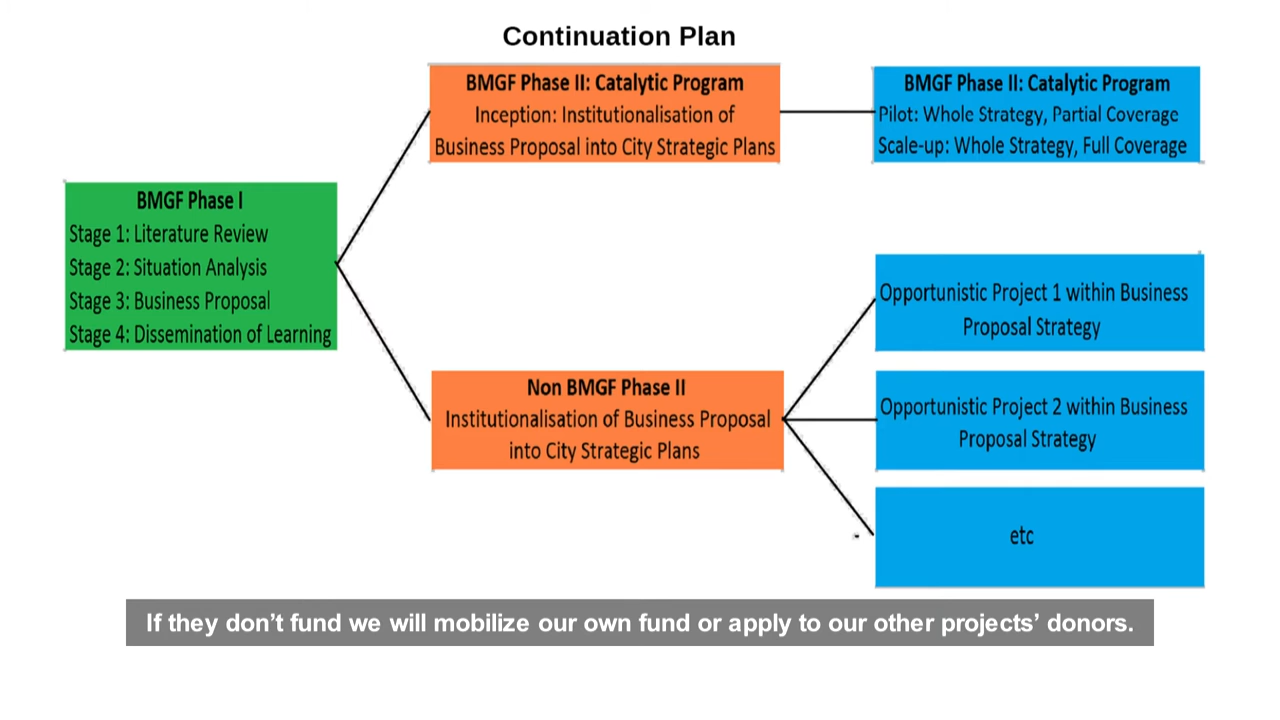 Continuation Plan
BMGF Phase II: Catalytic Program
Inception: Institutionalisation of
Business Proposal into City Strategic Plans
BMGF Phase II: Catalytic Program
Pilot: Whole Strategy, Partial Coverage
Scale-up: Whole Strategy, Full Coverage
BMGF Phase I
Stage 1: Literature Review
Stage 2: Situation Analysis
Stage 3: Business Proposal
Stage 4: Dissemination of Learning
Non BMGF Phase II
Institutionalisation of Business Proposal
into City Strategic Plans
Opportunistic Project 1 within Business
Proposal Strategy
Opportunistic Project 2 within Business
Proposal Strategy
etc
If they don’t fund we will mobilize our own fund or apply to our other projects’ donors.